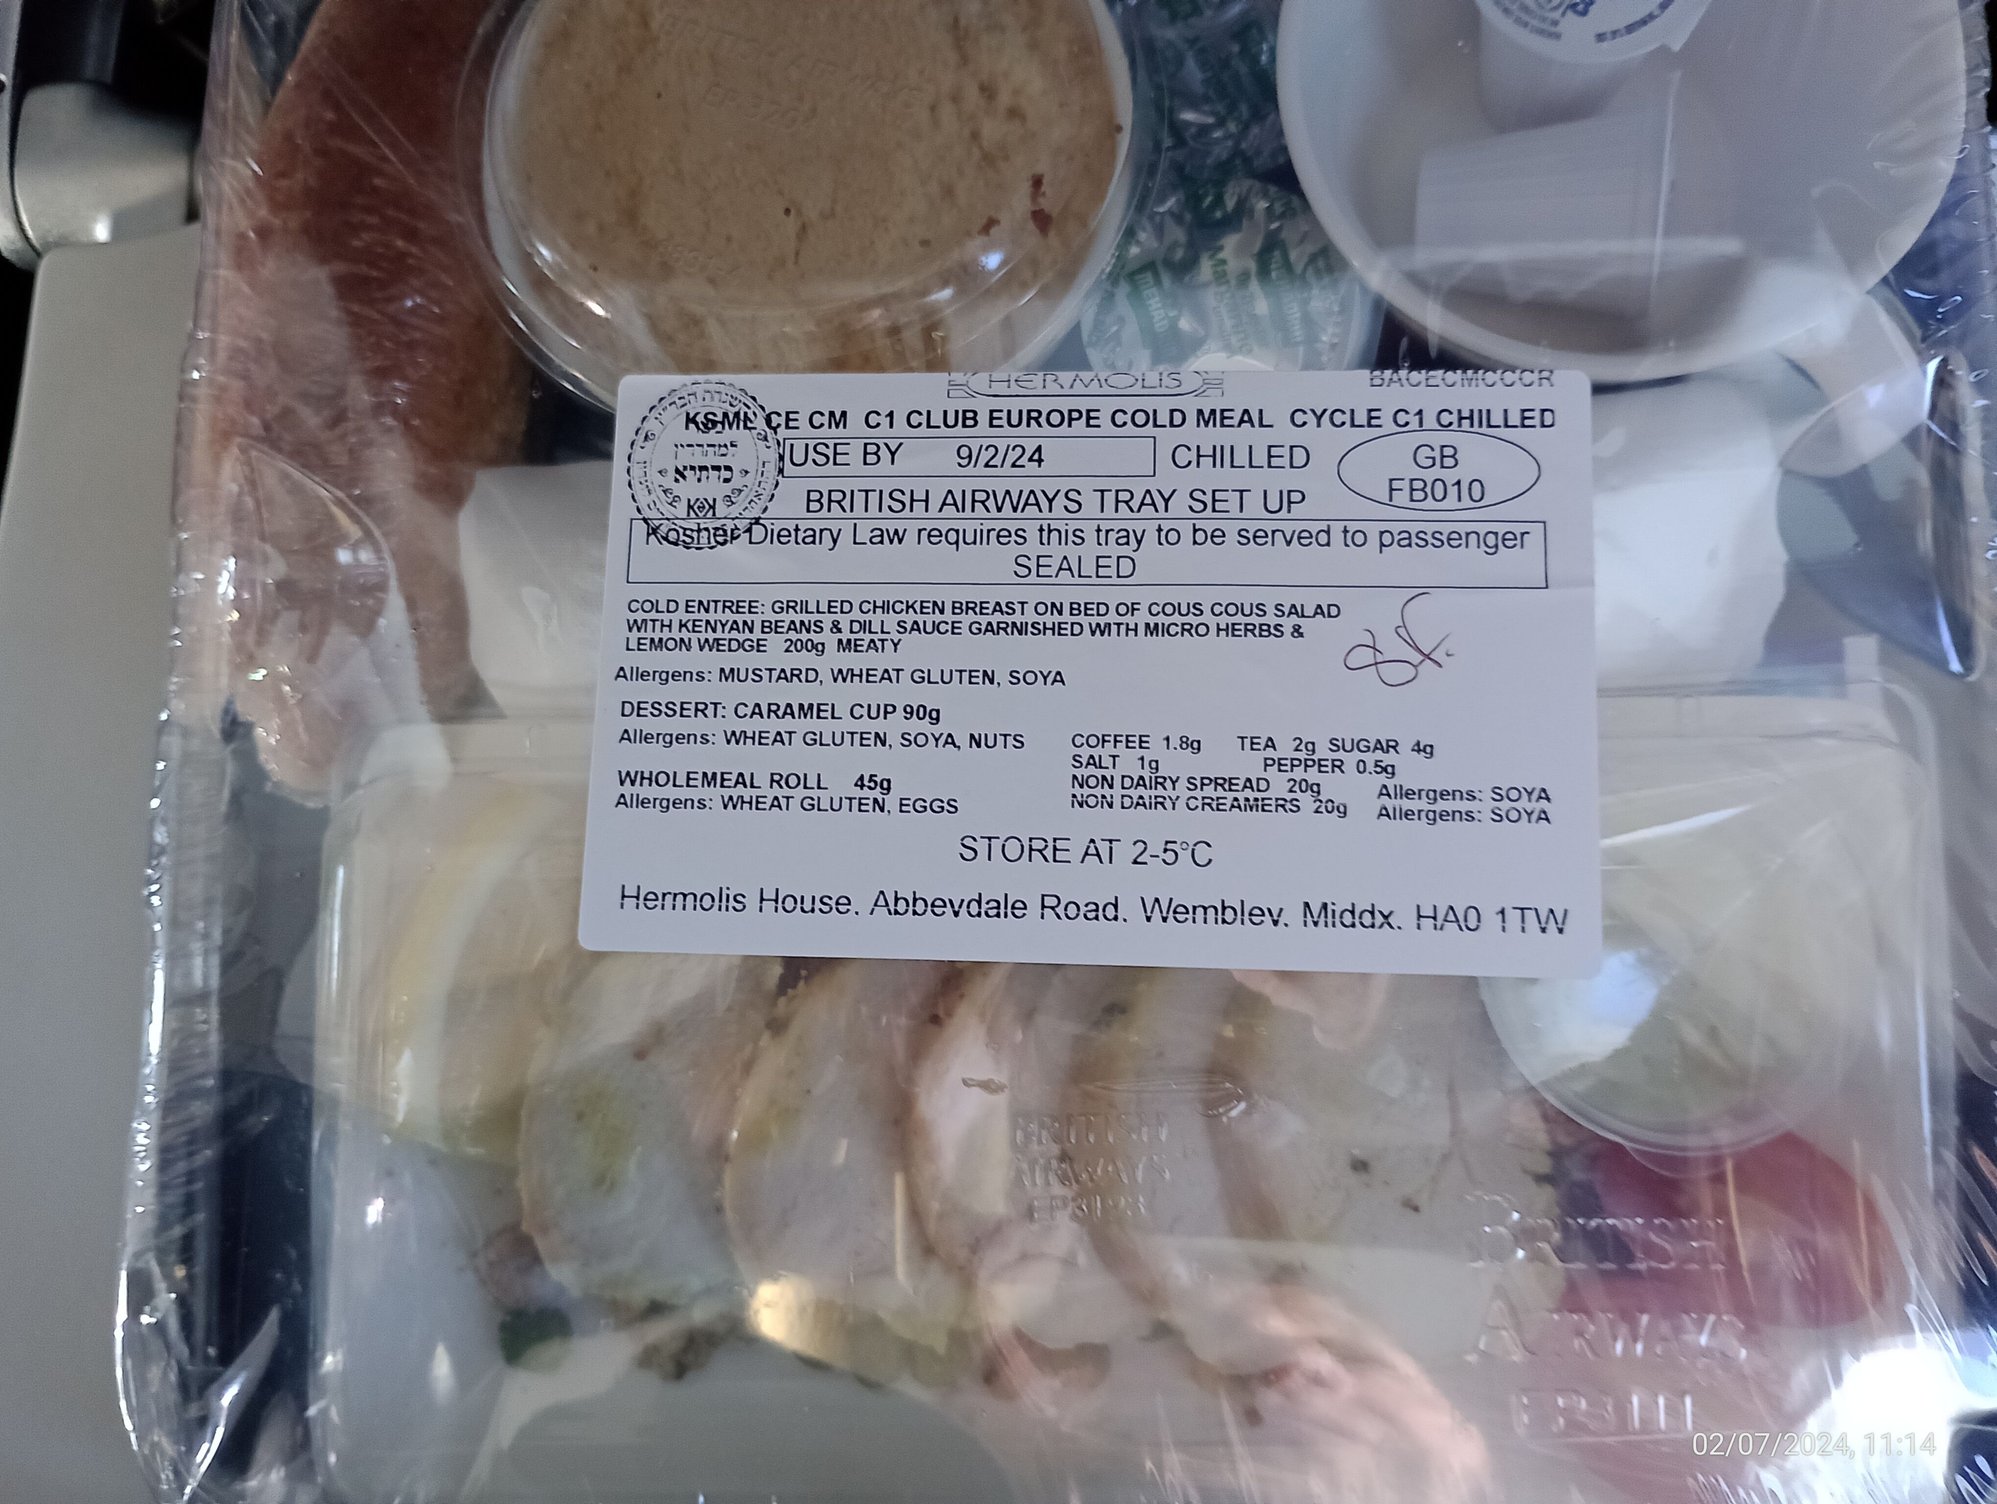 HERMOLIS
BACECMCCCR
KSML CE CM C1 CLUB EUROPE COLD MEAL CYCLE C1 CHILLED
למהדרין
כדתיא
KK
USE BY 9/2/24 CHILLED
GB
FB010
BRITISH AIRWAYS TRAY SET UP
Kosher Dietary Law requires this tray to be served to passenger
SEALED
COLD ENTREE: GRILLED CHICKEN BREAST ON BED OF COUS COUS SALAD
WITH KENYAN BEANS & DILL SAUCE GARNISHED WITH MICRO HERBS &
LEMON WEDGE 200g MEATY
Allergens: MUSTARD, WHEAT GLUTEN, SOYA
DESSERT: CARAMEL CUP 90g
Allergens: WHEAT GLUTEN, SOYA, NUTS
WHOLEMEAL ROLL 45g
Allergens: WHEAT GLUTEN, EGGS
COFFEE 1.8g TEA 2g SUGAR 4g
SALT 1g PEPPER 0.5g
NON DAIRY SPREAD 20g Allergens: SOYA
NON DAIRY CREAMERS 20g Allergens: SOYA
STORE AT 2-5°C
Hermolis House, Abbeydale Road, Wembley, Middx. HA0 1TW
BRITISH
AIRWAYS
BRITISH
AIRWAYS
02/07/2024, 11:14